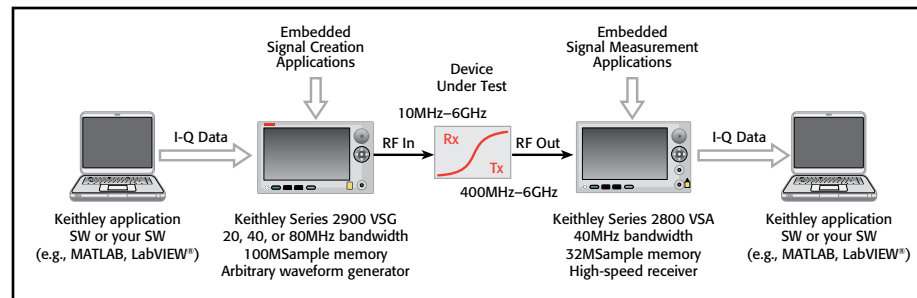 Embedded
Signal Creation
Applications
Embedded
Signal Measurement
Applications
Device
Under Test
10MHz–6GHz
I-Q Data
RF In
Rx
Tx
RF Out
I-Q Data
400MHz–6GHz
Keithley application
SW or your SW
(e.g., MATLAB, LabVIEW®)
Keithley Series 2900 VSG
20, 40, or 80MHz bandwidth
100MSample memory
Arbitrary waveform generator
Keithley Series 2800 VSA
40MHz bandwidth
32MSample memory
High-speed receiver
Keithley application
SW or your SW
(e.g., MATLAB, LabVIEW®)